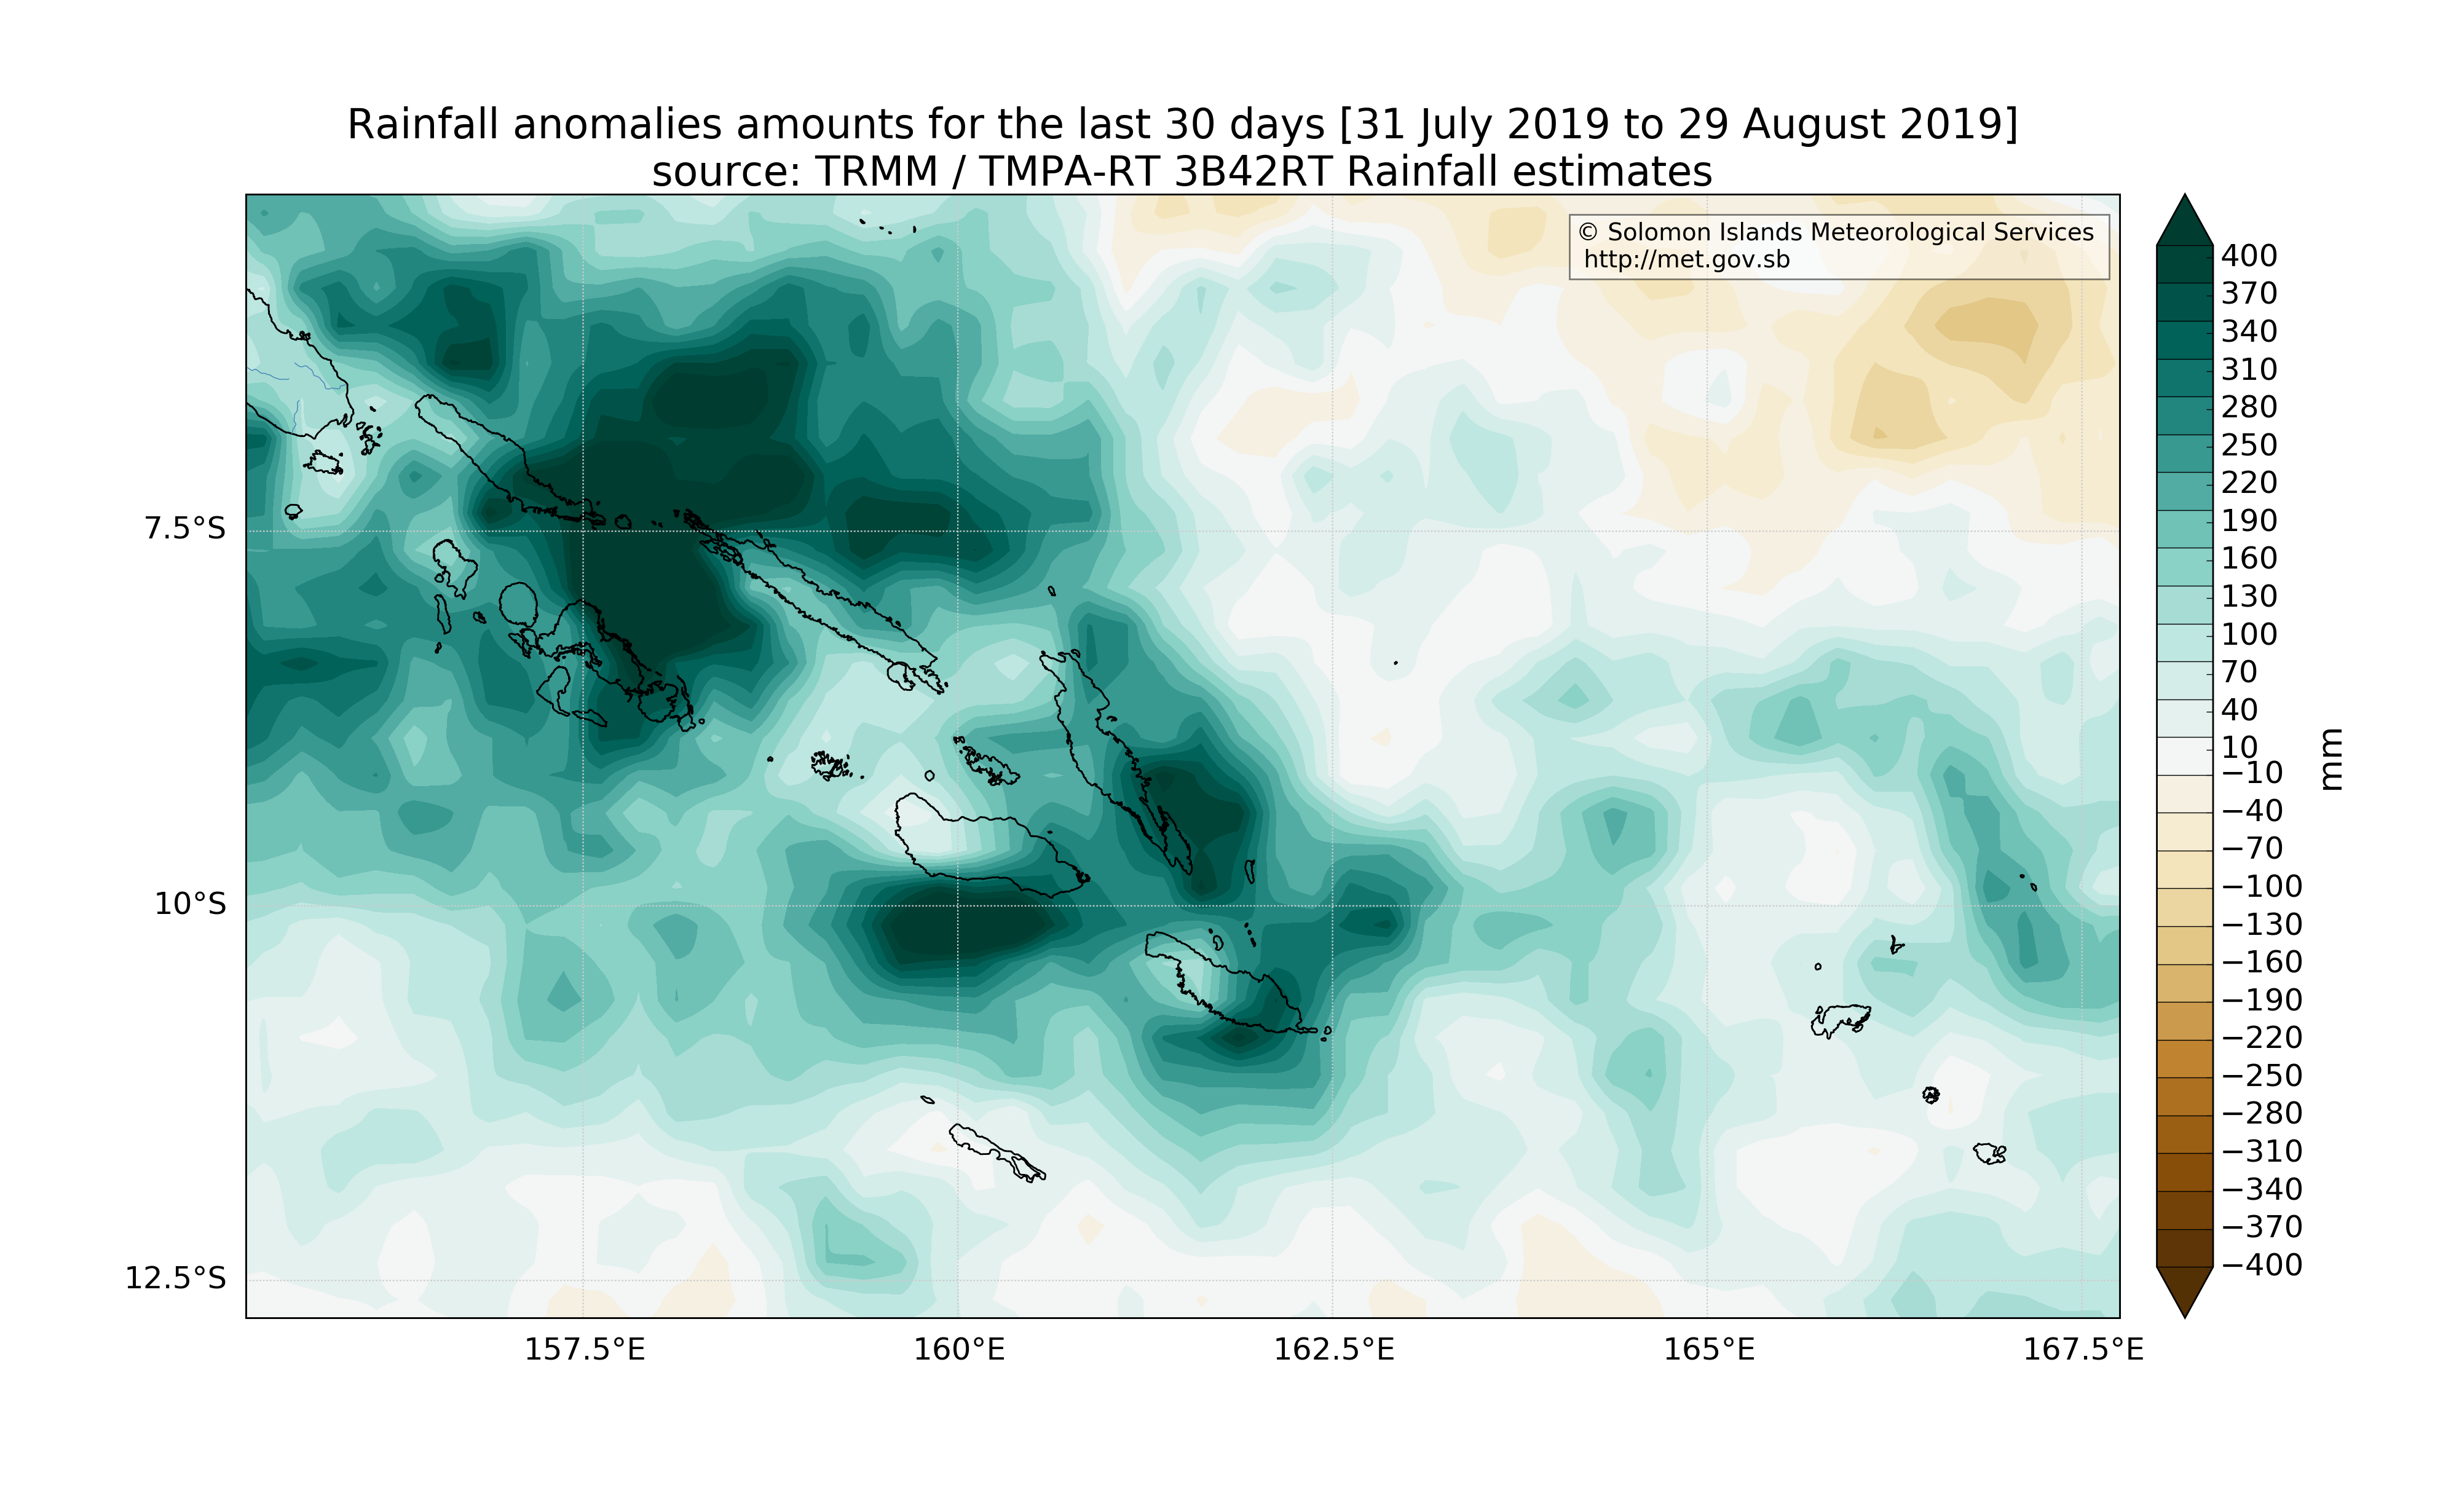 Rainfall anomalies amounts for the last 30 days [31 July 2019 to 29 August 2019]
source: TRMM / TMPA-RT 3B42RT Rainfall estimates
© Solomon Islands Meteorological Services
http://met.gov.sb
7.5°S
10°S
12.5°S
157.5°E
160°E
162.5°E
165°E
167.5°E
400
370
340
310
280
250
220
190
160
130
100
70
40
10
−10
−40
−70
−100
−130
−160
−190
−220
−250
−280
−310
−340
−370
−400
mm